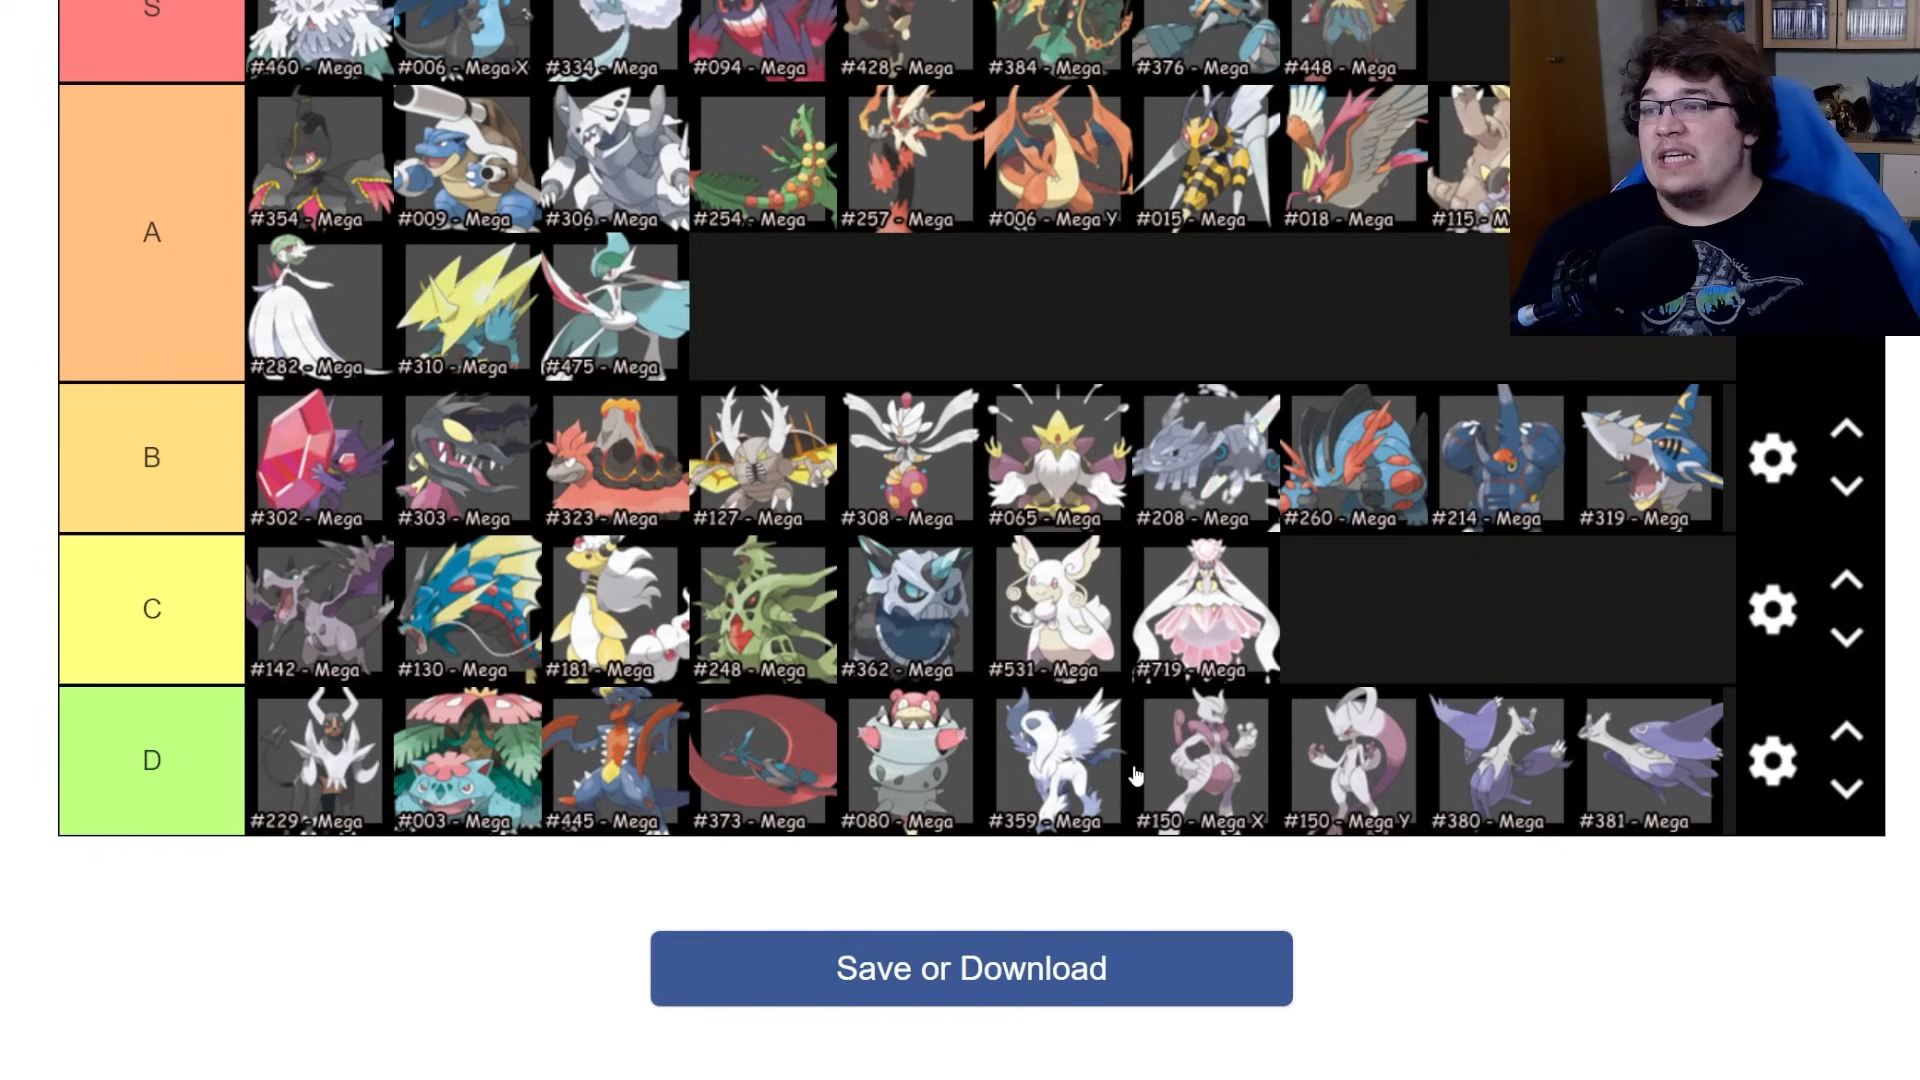 S
#460 - Mega #006 - Mega X #334 - Mega #094 - Mega #428 - Mega #384 - Mega #376 - Mega #448 - Mega
A
#354 - Mega #009 - Mega #306 - Mega #254 - Mega #257 - Mega #006 - Mega Y #015 - Mega #018 - Mega #115 - M
#282 - Mega #310 - Mega #475 - Mega
B
#302 - Mega #303 - Mega #323 - Mega #127 - Mega #308 - Mega #065 - Mega #208 - Mega #260 - Mega #214 - Mega #319 - Mega
C
#142 - Mega #130 - Mega #181 - Mega #248 - Mega #362 - Mega #531 - Mega #719 - Mega
D
#229 - Mega #003 - Mega #445 - Mega #373 - Mega #080 - Mega #359 - Mega #150 - Mega X #150 - Mega Y #380 - Mega #381 - Mega
Save or Download